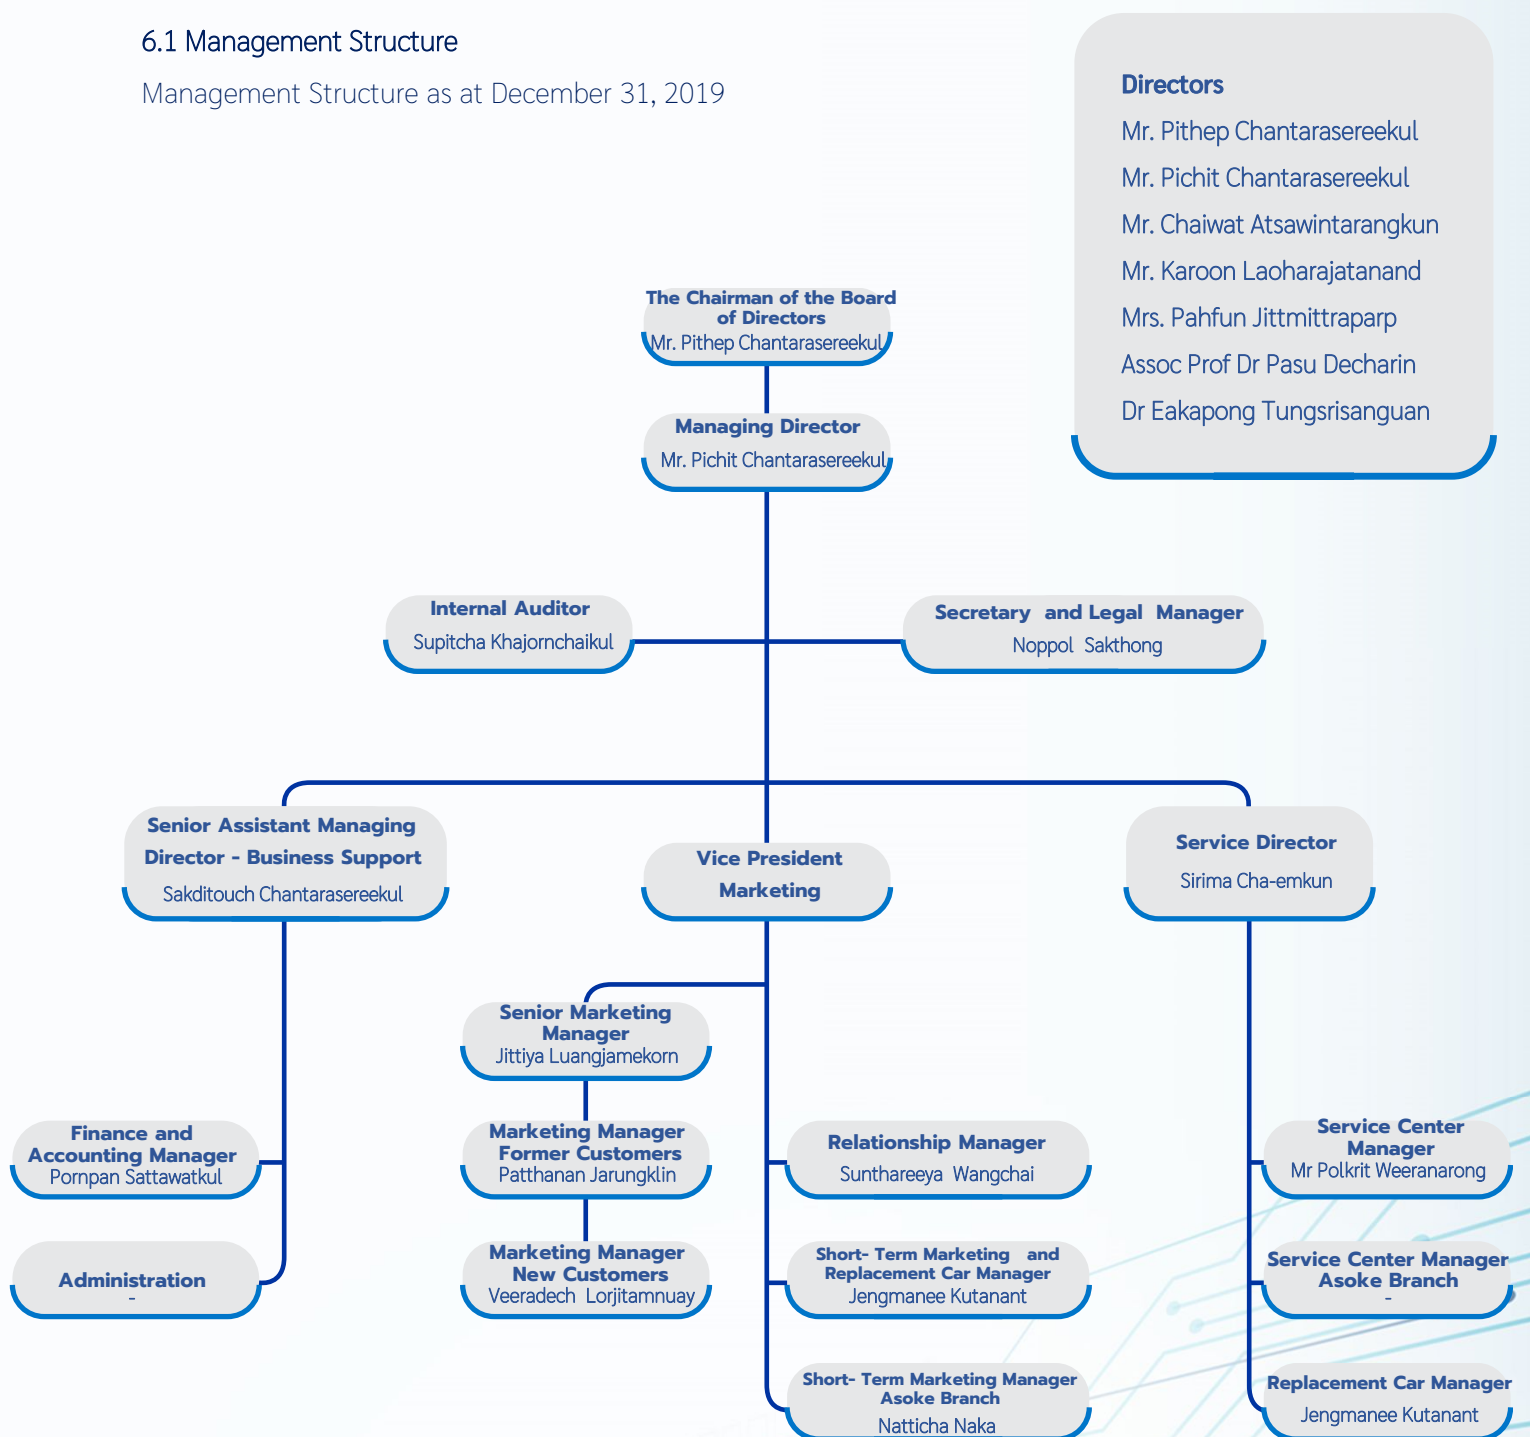 6.1 Management Structure
Management Structure as at December 31, 2019
Directors
Mr. Pithep Chantarasereekul
Mr. Pichit Chantarasereekul
Mr. Chaiwat Atsawintarangkun
Mr. Karoon Laoharajatanand
Mrs. Pahfun Jittmittraparp
Assoc Prof Dr Pasu Decharin
Dr Eakapong Tungsrisanguan
The Chairman of the Board
of Directors
Mr. Pithep Chantarasereekul
Managing Director
Mr. Pichit Chantarasereekul
Internal Auditor
Supitcha Khajornchaikul
Secretary and Legal Manager
Noppol Sakthong
Senior Assistant Managing
Director - Business Support
Sakditouch Chantarasereekul
Vice President
Marketing
Service Director
Sirima Cha-emkun
Senior Marketing
Manager
Jittiya Luangjamekorn
Finance and
Accounting Manager
Pornpan Sattawatkul
Marketing Manager
Former Customers
Patthanan Jarungklin
Relationship Manager
Sunthareeya Wangchai
Service Center
Manager
Mr Polkrit Weeranarong
Administration
-
Marketing Manager
New Customers
Veeradech Lorjitamnuay
Short- Term Marketing and
Replacement Car Manager
Jengmanee Kutanant
Service Center Manager
Asoke Branch
-
Short- Term Marketing Manager
Asoke Branch
Natticha Naka
Replacement Car Manager
Jengmanee Kutanant